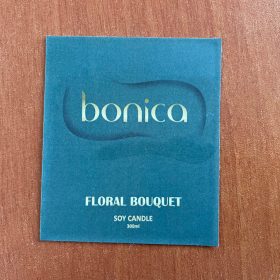 bonica
FLORAL BOUQUET
SOY CANDLE
300ml